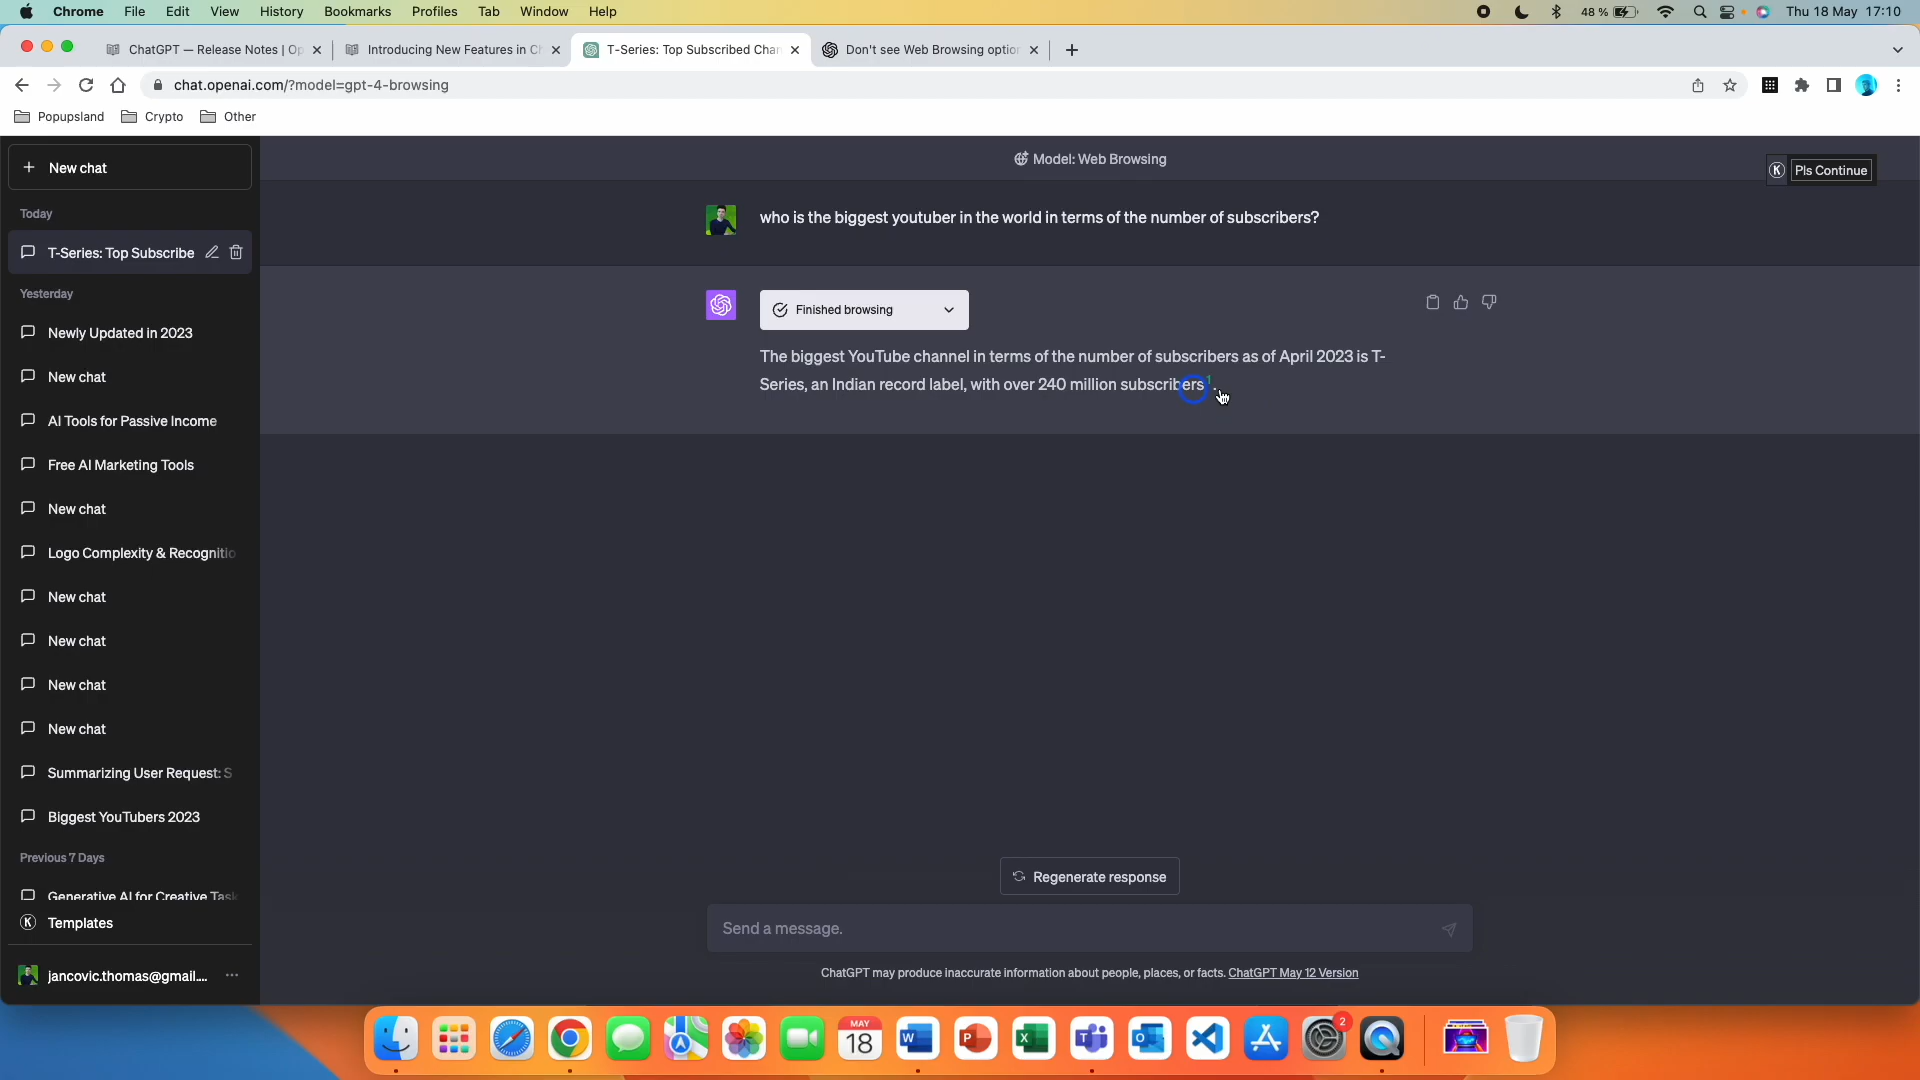 Chrome File Edit View History Bookmarks Profiles Tab Window Help 48 % Thu 18 May 17:10
ChatGPT — Release Notes | Op Introducing New Features in Ch T-Series: Top Subscribed Chan Don't see Web Browsing option
chat.openai.com/?model=gpt-4-browsing
Popupsland Crypto Other
New chat
Model: Web Browsing
K Pls Continue
Today
who is the biggest youtuber in the world in terms of the number of subscribers?
T-Series: Top Subscribe
Yesterday
Finished browsing
Newly Updated in 2023
The biggest YouTube channel in terms of the number of subscribers as of April 2023 is T-
Series, an Indian record label, with over 240 million subscribers 1 .
New chat
AI Tools for Passive Income
Free AI Marketing Tools
New chat
Logo Complexity & Recognitio
New chat
New chat
New chat
New chat
Summarizing User Request: S
Biggest YouTubers 2023
Previous 7 Days
Generative AI for Creative Task
Regenerate response
K Templates
Send a message.
ChatGPT may produce inaccurate information about people, places, or facts. ChatGPT May 12 Version
jancovic.thomas@gmail....
MAY
18
W
P
X
T
O
2